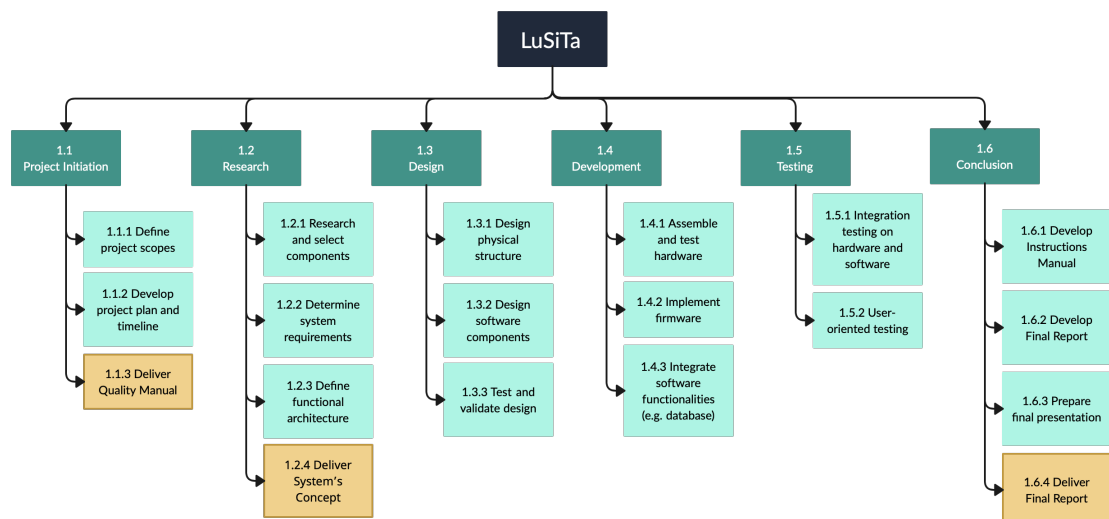 LuSiTa
1.1
Project Initiation
1.2
Research
1.3
Design
1.4
Development
1.5
Testing
1.6
Conclusion
1.1.1 Define
project scopes
1.1.2 Develop
project plan and
timeline
1.1.3 Deliver
Quality Manual
1.2.1 Research
and select
components
1.2.2 Determine
system
requirements
1.2.3 Define
functional
architecture
1.2.4 Deliver
System's
Concept
1.3.1 Design
physical
structure
1.3.2 Design
software
components
1.3.3 Test and
validate design
1.4.1 Assemble
and test
hardware
1.4.2 Implement
firmware
1.4.3 Integrate
software
functionalities
(e.g. database)
1.5.1 Integration
testing on
hardware and
software
1.5.2 User-
oriented testing
1.6.1 Develop
Instructions
Manual
1.6.2 Develop
Final Report
1.6.3 Prepare
final presentation
1.6.4 Deliver
Final Report